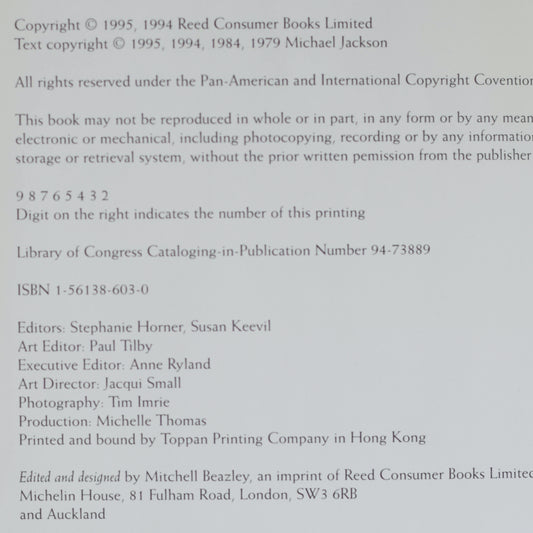 Copyright © 1995, 1994 Reed Consumer Books Limited
Text copyright © 1995, 1994, 1984, 1979 Michael Jackson
All rights reserved under the Pan-American and International Copyright Covention
This book may not be reproduced in whole or in part, in any form or by any mean
electronic or mechanical, including photocopying, recording or by any informatio
storage or retrieval system, without the prior written pemission from the publisher
9 8 7 6 5 4 3 2
Digit on the right indicates the number of this printing
Library of Congress Cataloging-in-Publication Number 94-73889
ISBN 1-56138-603-0
Editors: Stephanie Horner, Susan Keevil
Art Editor: Paul Tilby
Executive Editor: Anne Ryland
Art Director: Jacqui Small
Photography: Tim Imrie
Production: Michelle Thomas
Printed and bound by Toppan Printing Company in Hong Kong
Edited and designed by Mitchell Beazley, an imprint of Reed Consumer Books Limited
Michelin House, 81 Fulham Road, London, SW3 6RB
and Auckland